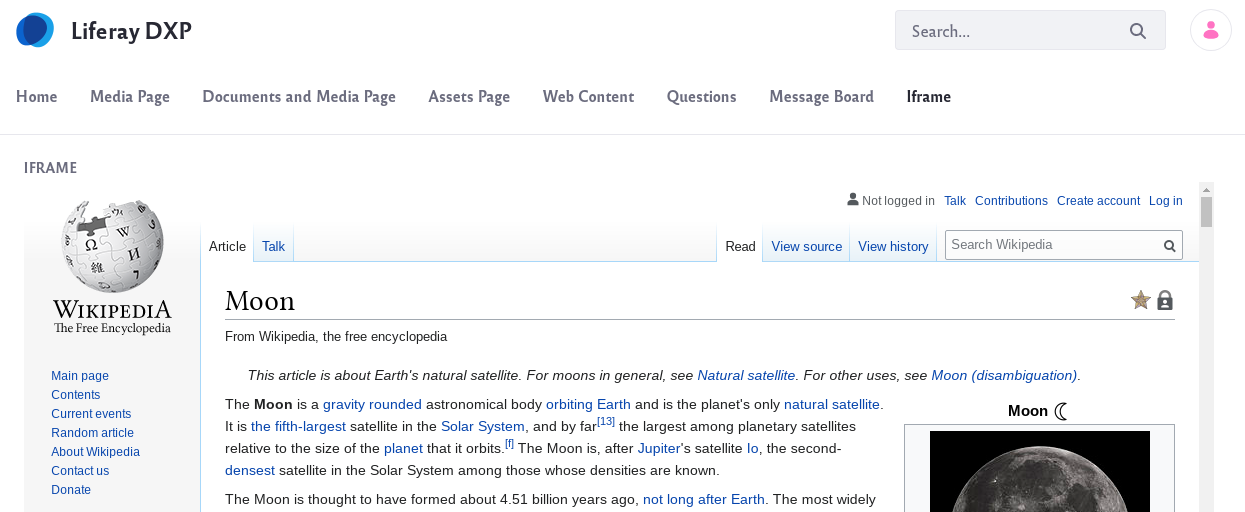 Liferay DXP
Search...
Home Media Page Documents and Media Page Assets Page Web Content Questions Message Board Iframe
IFRAME
Not logged in Talk Contributions Create account Log in
Article Talk Read View source View history Search Wikipedia
WIKIPEDIA
The Free Encyclopedia
Main page
Contents
Current events
Random article
About Wikipedia
Contact us
Donate
Moon
From Wikipedia, the free encyclopedia
This article is about Earth's natural satellite. For moons in general, see Natural satellite. For other uses, see Moon (disambiguation).
The Moon is a gravity rounded astronomical body orbiting Earth and is the planet's only natural satellite.
It is the fifth-largest satellite in the Solar System, and by far[13] the largest among planetary satellites
relative to the size of the planet that it orbits.[f] The Moon is, after Jupiter's satellite Io, the second-
densest satellite in the Solar System among those whose densities are known.
The Moon is thought to have formed about 4.51 billion years ago, not long after Earth. The most widely
Moon ☾